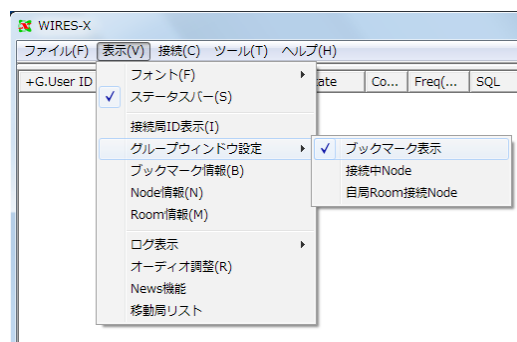 WIRES-X
ファイル(F) 表示(V) 接続(C) ツール(T) ヘルプ(H)
+G.User ID ate Co... Freq(... SQL
フォント(F)
ステータスバー(S)
接続局ID表示(I)
グループウィンドウ設定
ブックマーク表示
ブックマーク情報(B)
接続中Node
Node情報(N)
自局Room接続Node
Room情報(M)
ログ表示
オーディオ調整(R)
News機能
移動局リスト